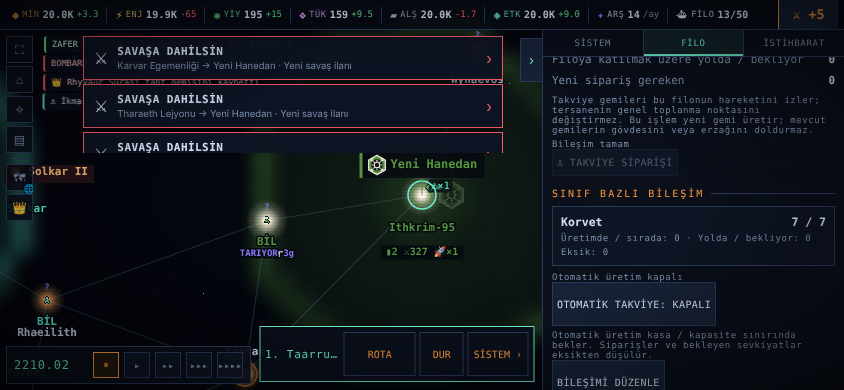 MİN 20.0K +3.3 ENJ 19.9K -65 YİY 195 +15 TÜK 159 +9.5 ALŞ 20.0K -1.7 ETK 20.0K +9.0 ARŞ 14 /ay FİLO 13/50 +5
ZAFER
BOMBAR
İkma
SAVAŞA DAHİLSİN
Karvar Egemenliği → Yeni Hanedan · Yeni savaş ilanı
SAVAŞA DAHİLSİN
Tharaeth Lejyonu → Yeni Hanedan · Yeni savaş ilanı
SAVAŞA DAHİLSİN
Solkar II
ar
Yeni Hanedan
×1
Ithkrim-95
2 ×327 ×1
?
BİL
TARIYOR
3g
?
BİL
Rhaeilith
2210.02
1. Taarru…
ROTA
DUR
SİSTEM ›
SİSTEM
FİLO
İSTİHBARAT
Filoya katılmak üzere yolda / bekliyor 0
Yeni sipariş gereken 0
Takviye gemileri bu filonun hareketini izler;
tersanenin genel toplanma noktasını
değiştirmez. Bu işlem yeni gemi üretir; mevcut
gemilerin gövdesini veya erzağını doldurmaz.
Bileşim tamam
TAKVİYE SİPARİŞİ
SINIF BAZLI BİLEŞİM
Korvet 7 / 7
Üretimde / sırada: 0 · Yolda / bekliyor: 0
Eksik: 0
Otomatik üretim kapalı
OTOMATİK TAKVİYE: KAPALI
Otomatik üretim kasa / kapasite sınırında
bekler. Siparişler ve bekleyen sevkiyatlar
eksikten düşülür.
BİLEŞİMİ DÜZENLE